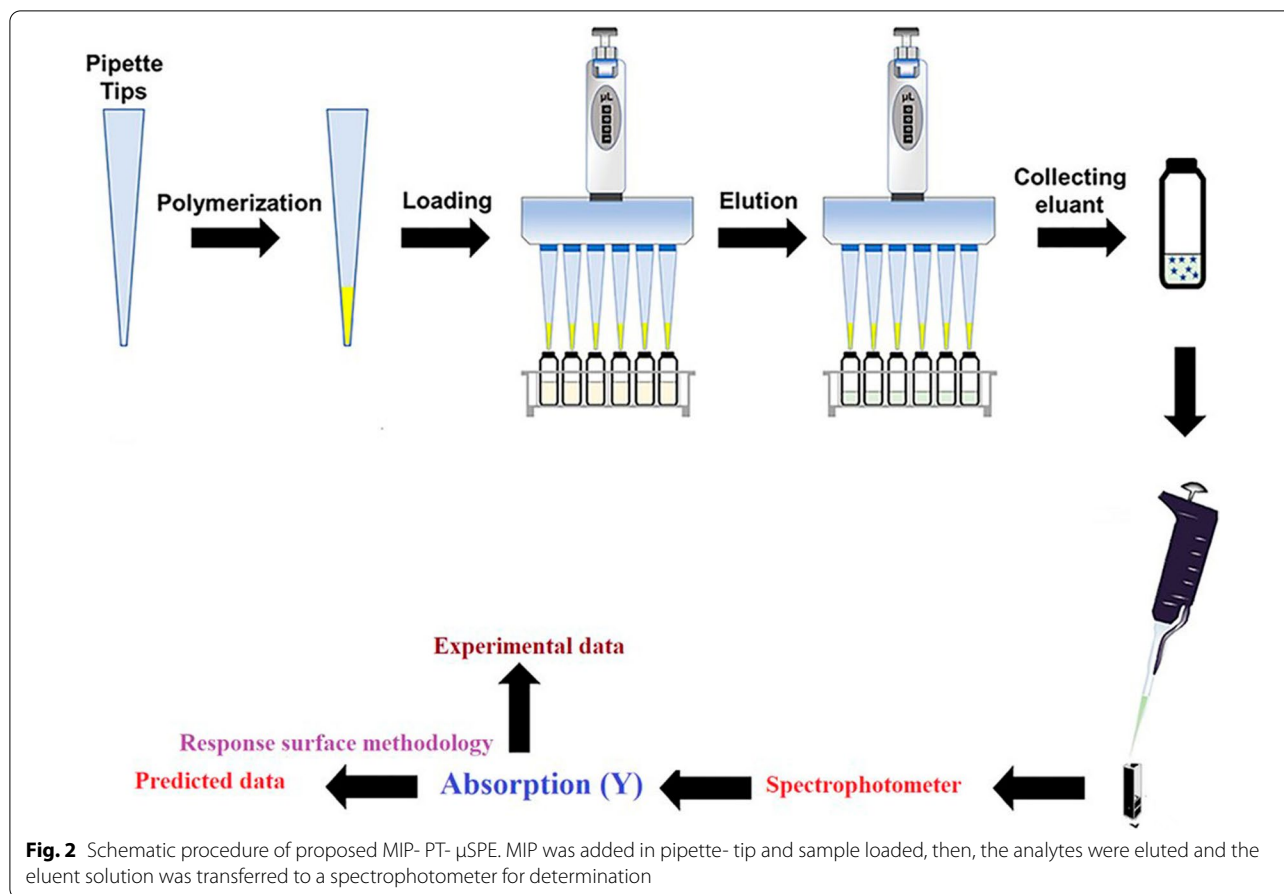 Pipette
Tips
Polymerization
Loading
µL
Elution
µL
Collecting
eluant
Experimental data
Response surface methodology
Predicted data
Absorption (Y)
Spectrophotometer
Fig. 2 Schematic procedure of proposed MIP- PT- µSPE. MIP was added in pipette- tip and sample loaded, then, the analytes were eluted and the
eluent solution was transferred to a spectrophotometer for determination